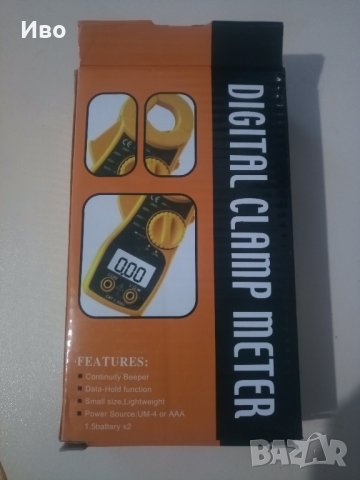 Иво
DIGITAL CLAMP METER
0.00
FEATURES:
Continuity Beeper
Data-Hold function
Small size,Lightweight
Power Source:UM-4 or AAA
1.5battery x2
BAZAR